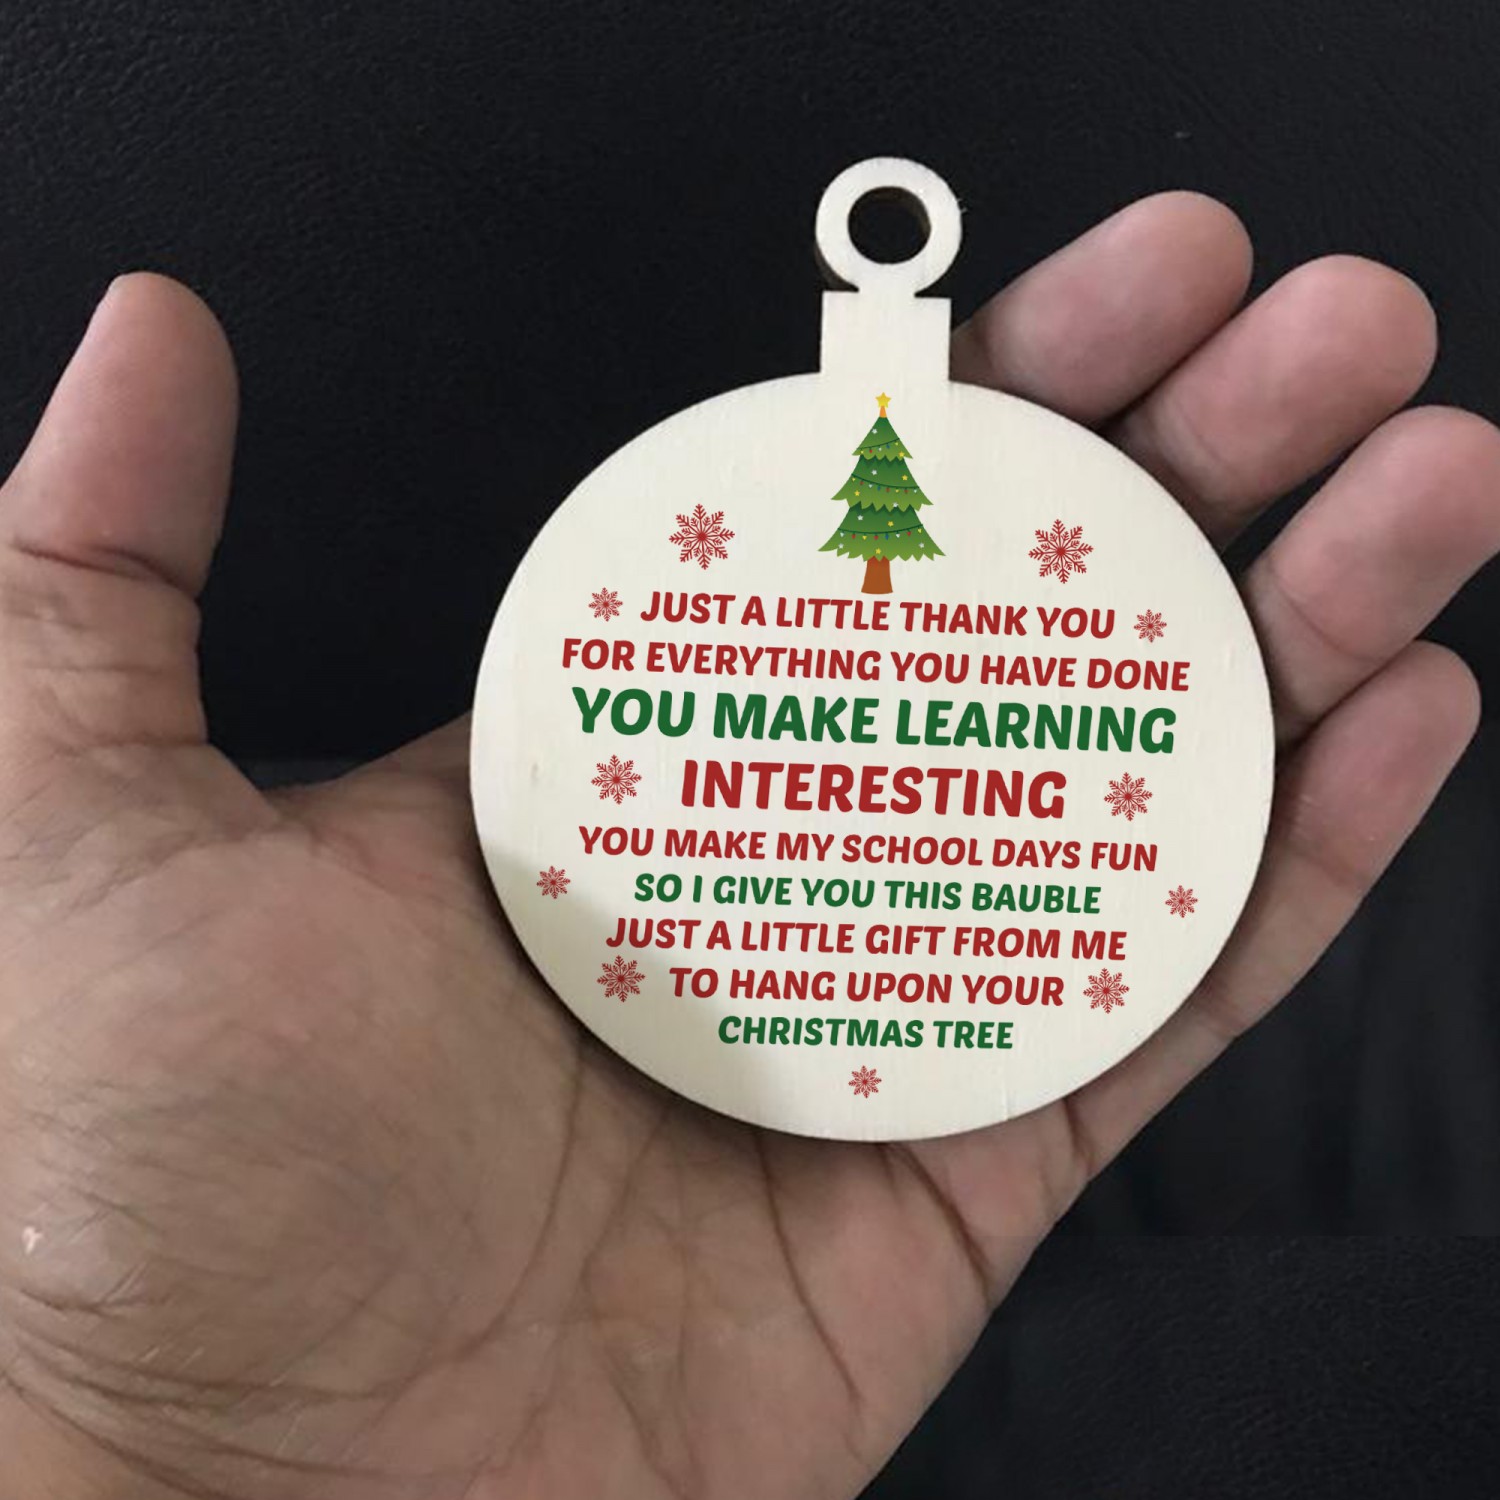 JUST A LITTLE THANK YOU
FOR EVERYTHING YOU HAVE DONE
YOU MAKE LEARNING
INTERESTING
YOU MAKE MY SCHOOL DAYS FUN
SO I GIVE YOU THIS BAUBLE
JUST A LITTLE GIFT FROM ME
TO HANG UPON YOUR
CHRISTMAS TREE